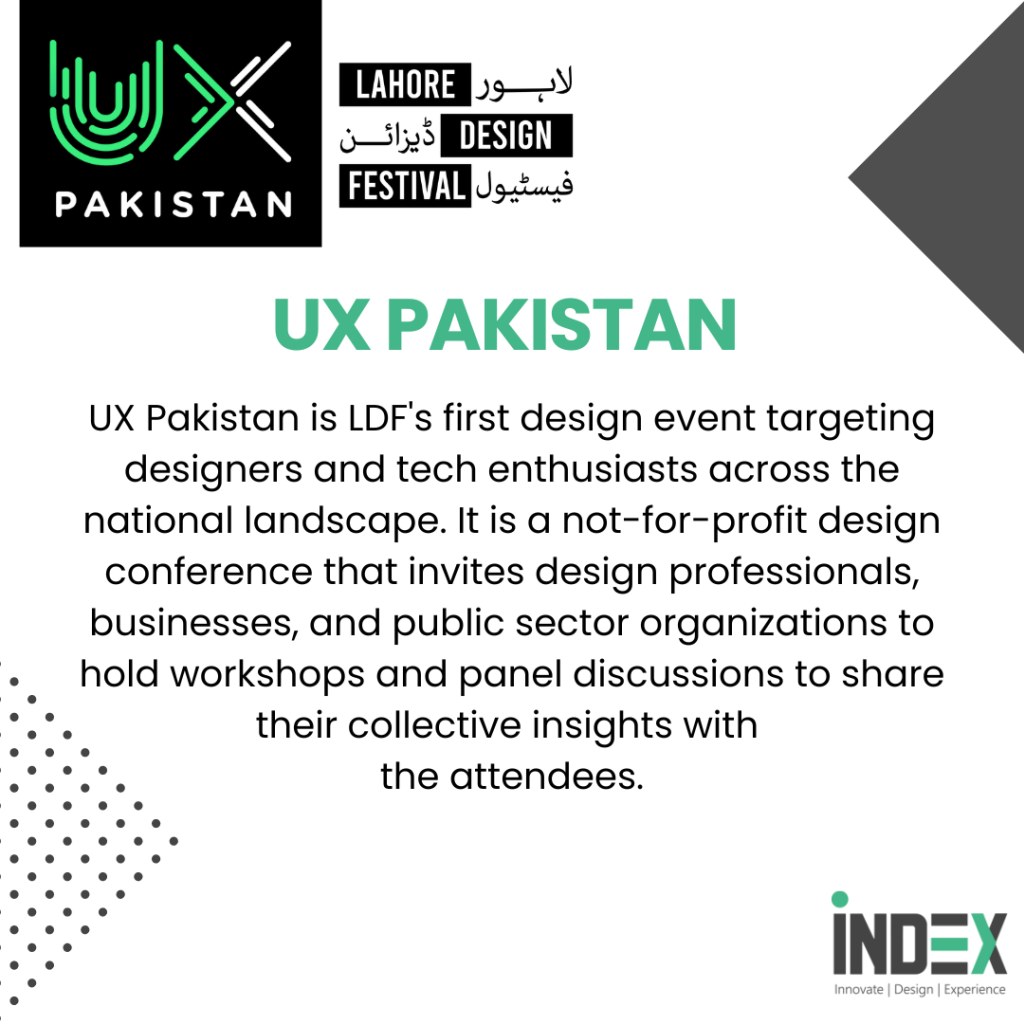 UX
PAKISTAN
LAHORE لاہور
ڈیزائن DESIGN
FESTIVAL فیسٹیول
UX PAKISTAN
UX Pakistan is LDF's first design event targeting
designers and tech enthusiasts across the
national landscape. It is a not-for-profit design
conference that invites design professionals,
businesses, and public sector organizations to
hold workshops and panel discussions to share
their collective insights with
the attendees.
iNDEX
Innovate | Design | Experience